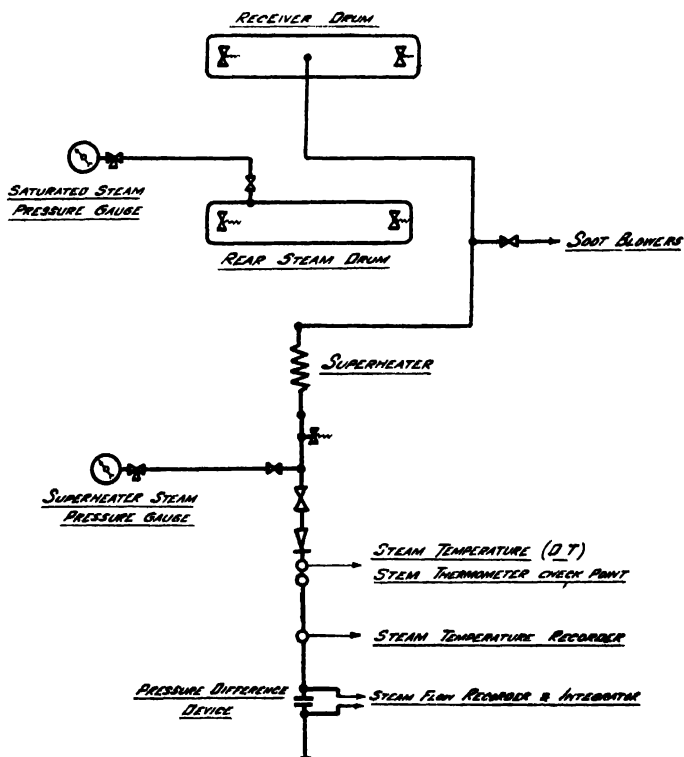 RECEIVER DRUM
SATURATED STEAM
PRESSURE GAUGE
REAR STEAM DRUM
SOOT BLOWERS
SUPERHEATER
SUPERHEATER STEAM
PRESSURE GAUGE
STEAM TEMPERATURE (D T)
STEM THERMOMETER CHECK POINT
STEAM TEMPERATURE RECORDER
PRESSURE DIFFERENCE
DEVICE
STEAM FLOW RECORDER & INTEGRATOR